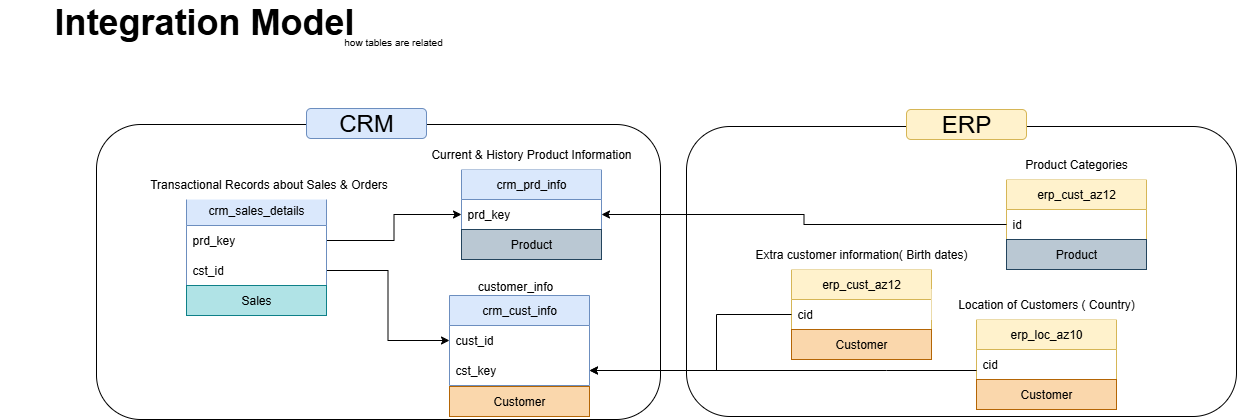 Integration Model
how tables are related
CRM
Transactional Records about Sales & Orders
crm_sales_details
prd_key
cst_id
Sales
Current & History Product Information
crm_prd_info
prd_key
Product
customer_info
crm_cust_info
cust_id
cst_key
Customer
ERP
Product Categories
erp_cust_az12
id
Product
Extra customer information( Birth dates)
erp_cust_az12
cid
Customer
Location of Customers ( Country)
erp_loc_az10
cid
Customer